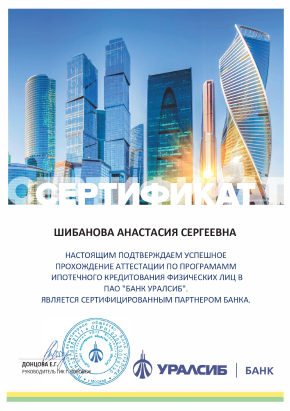 СЕРТИФИКАТ
ШИБАНОВА АНАСТАСИЯ СЕРГЕЕВНА
НАСТОЯЩИМ ПОДТВЕРЖДАЕМ УСПЕШНОЕ
ПРОХОЖДЕНИЕ АТТЕСТАЦИИ ПО ПРОГРАММАМ
ИПОТЕЧНОГО КРЕДИТОВАНИЯ ФИЗИЧЕСКИХ ЛИЦ В
ПАО "БАНК УРАЛСИБ".
ЯВЛЯЕТСЯ СЕРТИФИЦИРОВАННЫМ ПАРТНЕРОМ БАНКА.
ДОНЦОВА Е.Г.
РУКОВОДИТЕЛЬ
УРАЛСИБ | БАНК